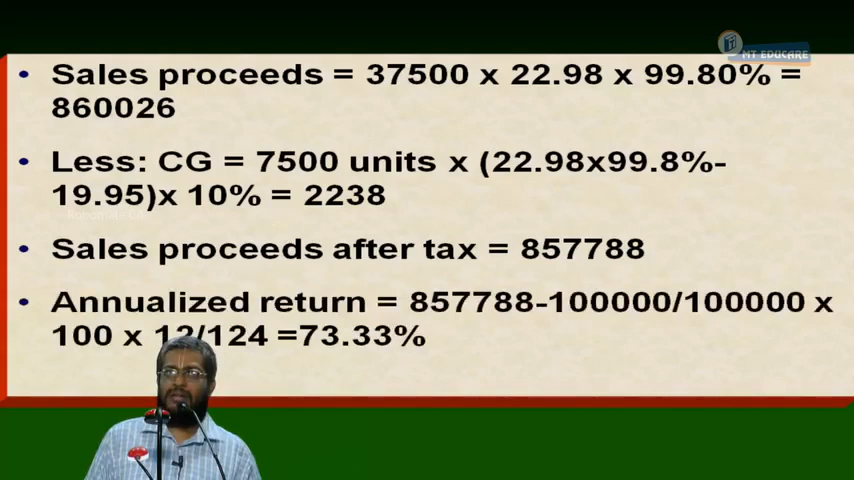 MT EDUCARE
• Sales proceeds = 37500 x 22.98 x 99.80% =
860026
• Less: CG = 7500 units x (22.98x99.8%-
19.95)x 10% = 2238
• Sales proceeds after tax = 857788
• Annualized return = 857788-100000/100000 x
100 x 12/124 =73.33%